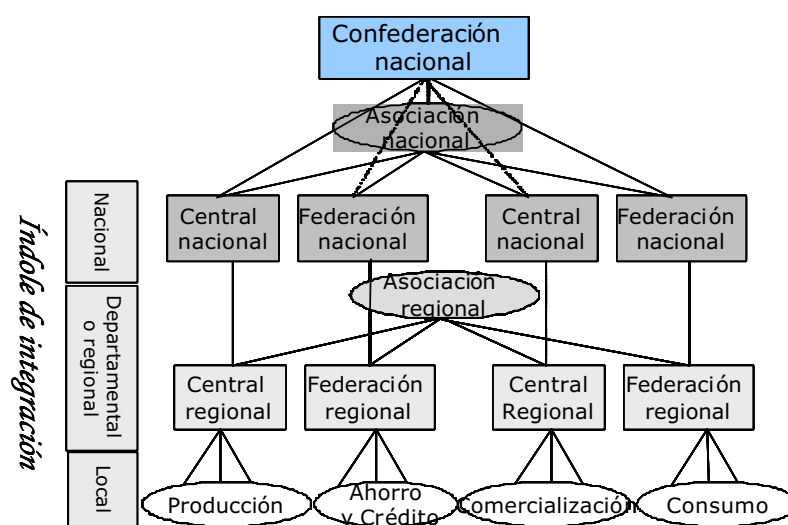 Confederación
nacional
Asociación
nacional
Nacional
Central
nacional
Federación
nacional
Central
nacional
Federación
nacional
Índole de integración
Asociación
regional
Departamental
o regional
Central
regional
Federación
regional
Central
Regional
Federación
regional
Local
Producción
Ahorro
y Crédito
Comercialización
Consumo